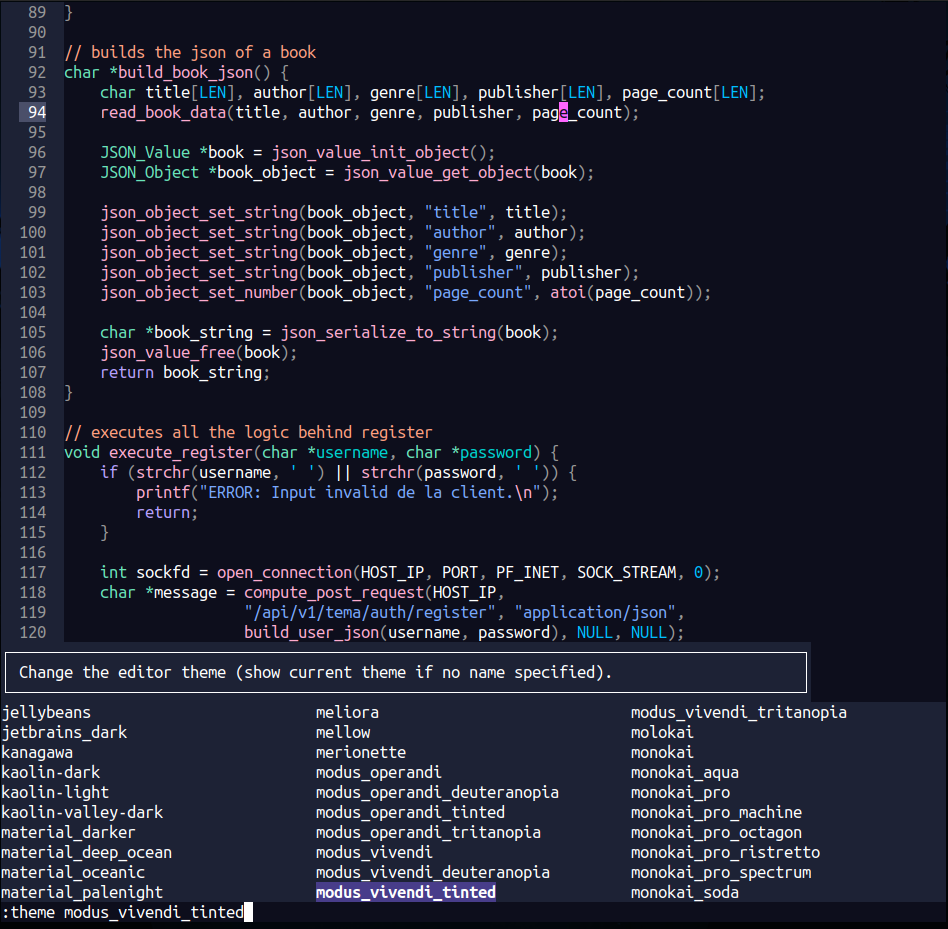 89 }
90
91 // builds the json of a book
92 char *build_book_json() {
93     char title[LEN], author[LEN], genre[LEN], publisher[LEN], page_count[LEN];
94     read_book_data(title, author, genre, publisher, page_count);
95
96     JSON_Value *book = json_value_init_object();
97     JSON_Object *book_object = json_value_get_object(book);
98
99     json_object_set_string(book_object, "title", title);
100     json_object_set_string(book_object, "author", author);
101     json_object_set_string(book_object, "genre", genre);
102     json_object_set_string(book_object, "publisher", publisher);
103     json_object_set_number(book_object, "page_count", atoi(page_count));
104
105     char *book_string = json_serialize_to_string(book);
106     json_value_free(book);
107     return book_string;
108 }
109
110 // executes all the logic behind register
111 void execute_register(char *username, char *password) {
112     if (strchr(username, ' ') || strchr(password, ' ')) {
113         printf("ERROR: Input invalid de la client.\n");
114         return;
115     }
116
117     int sockfd = open_connection(HOST_IP, PORT, PF_INET, SOCK_STREAM, 0);
118     char *message = compute_post_request(HOST_IP,
119                     "/api/v1/tema/auth/register", "application/json",
120                     build_user_json(username, password), NULL, NULL);
Change the editor theme (show current theme if no name specified).
jellybeans meliora modus_vivendi_tritanopia
jetbrains_dark mellow molokai
kanagawa merionette monokai
kaolin-dark modus_operandi monokai_aqua
kaolin-light modus_operandi_deuteranopia monokai_pro
kaolin-valley-dark modus_operandi_tinted monokai_pro_machine
material_darker modus_operandi_tritanopia monokai_pro_octagon
material_deep_ocean modus_vivendi monokai_pro_ristretto
material_oceanic modus_vivendi_deuteranopia monokai_pro_spectrum
material_palenight modus_vivendi_tinted monokai_soda
:theme modus_vivendi_tinted